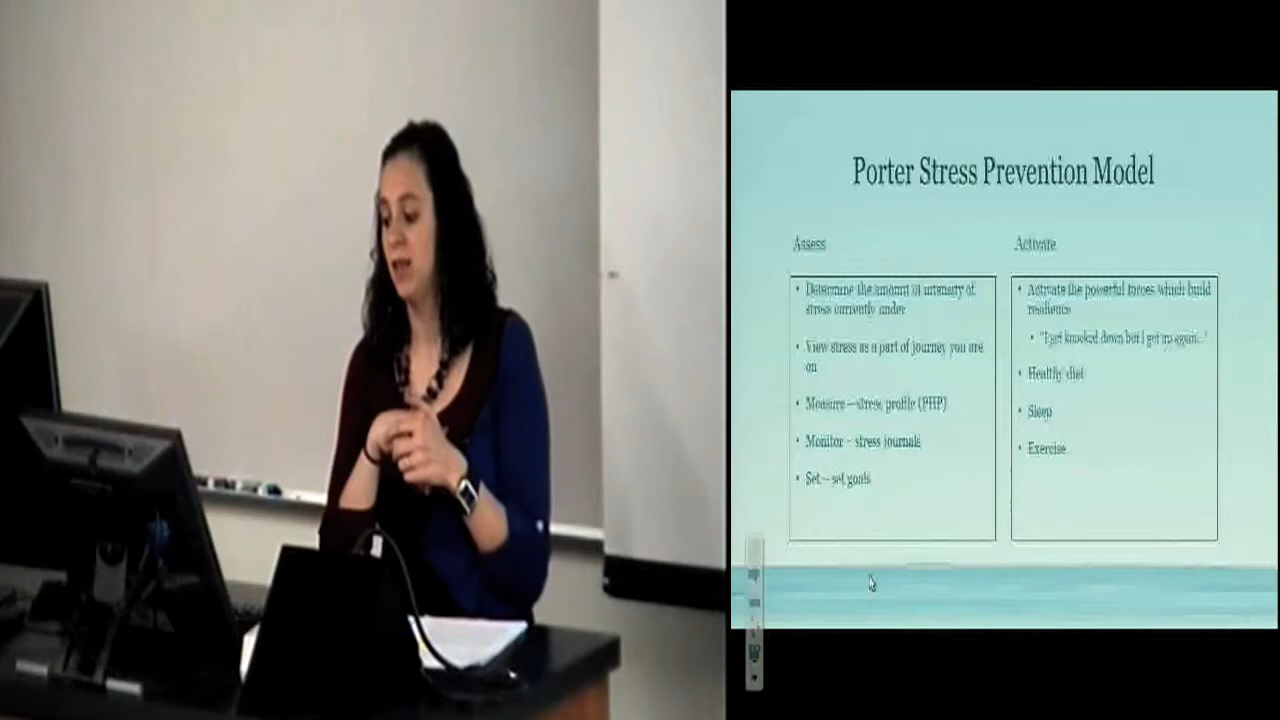 Porter Stress Prevention Model
Assess
• Determine the amount of intensity of
stress currently under
• View stress as a part of journey you are
on
• Measure – stress profile (PHP)
• Monitor – stress journals
• Set – set goals
Activate
• Activate the powerful forces which build
resilience
• "I get knocked down but I get up again..."
• Healthy diet
• Sleep
• Exercise